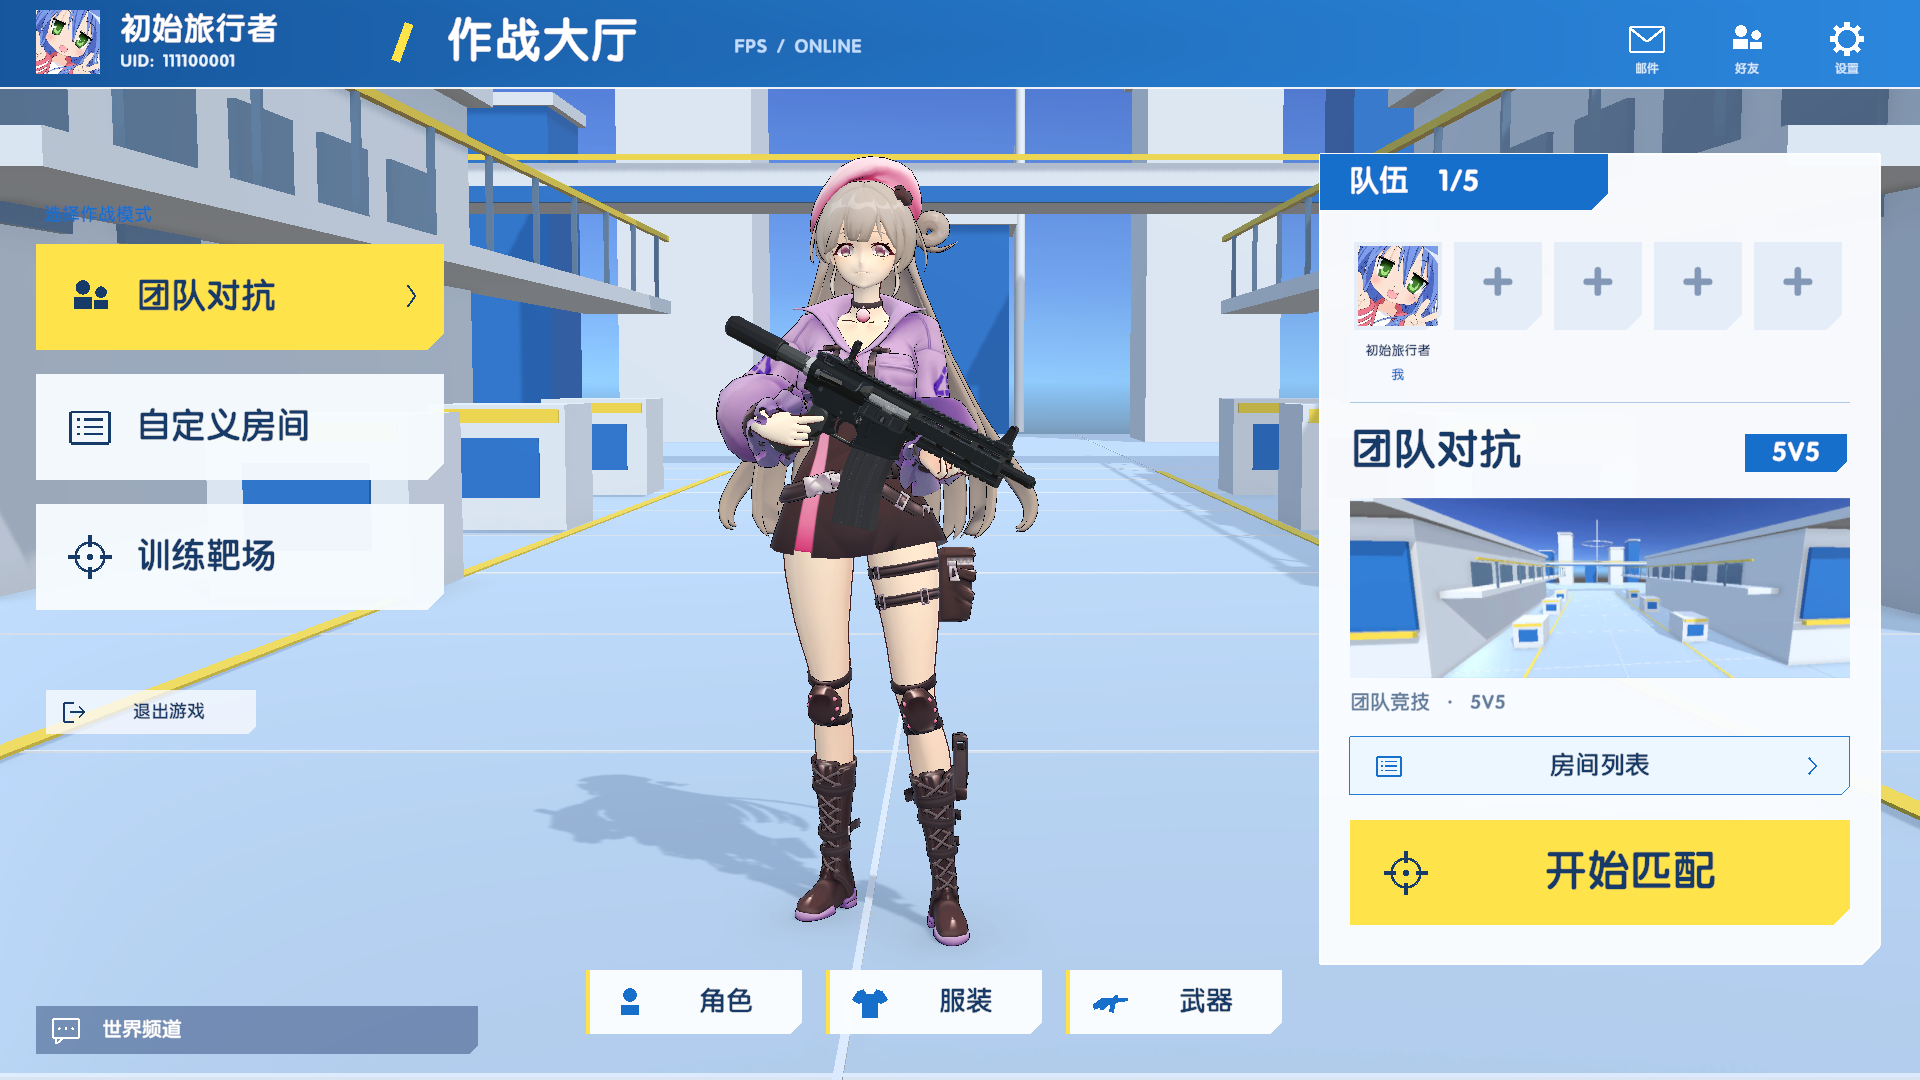 初始旅行者
UID: 111100001
作战大厅
FPS / ONLINE
邮件
好友
设置
选择作战模式
团队对抗
自定义房间
训练靶场
退出游戏
世界频道
角色
服装
武器
队伍 1/5
初始旅行者
我
团队对抗
5V5
团队竞技 · 5V5
房间列表
开始匹配